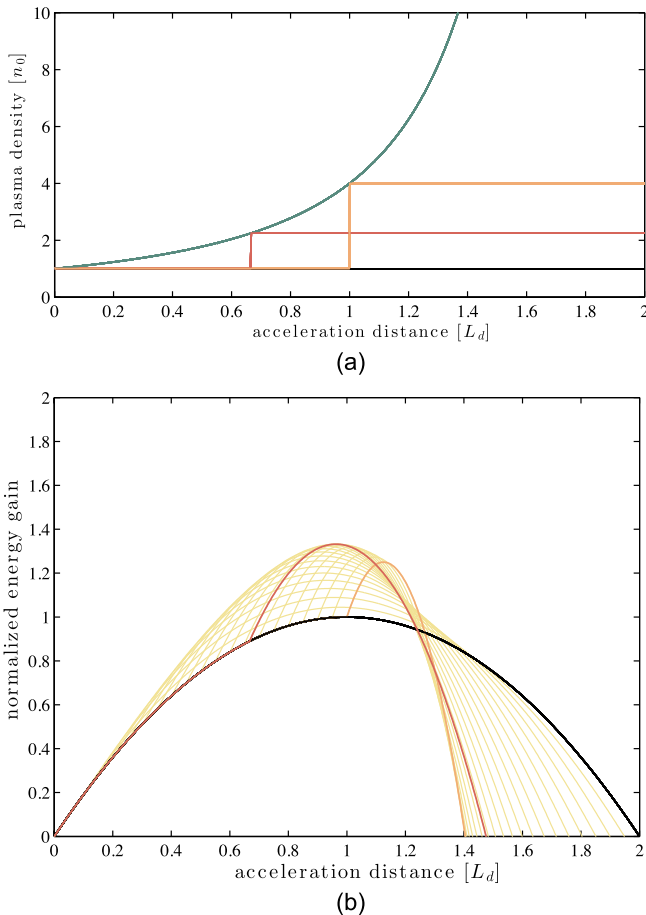 10
8
6
4
2
0
plasma density [n₀]
0 0.2 0.4 0.6 0.8 1 1.2 1.4 1.6 1.8 2
acceleration distance [L_d]
(a)
2
1.8
1.6
1.4
1.2
1
0.8
0.6
0.4
0.2
0
normalized energy gain
0 0.2 0.4 0.6 0.8 1 1.2 1.4 1.6 1.8 2
acceleration distance [L_d]
(b)